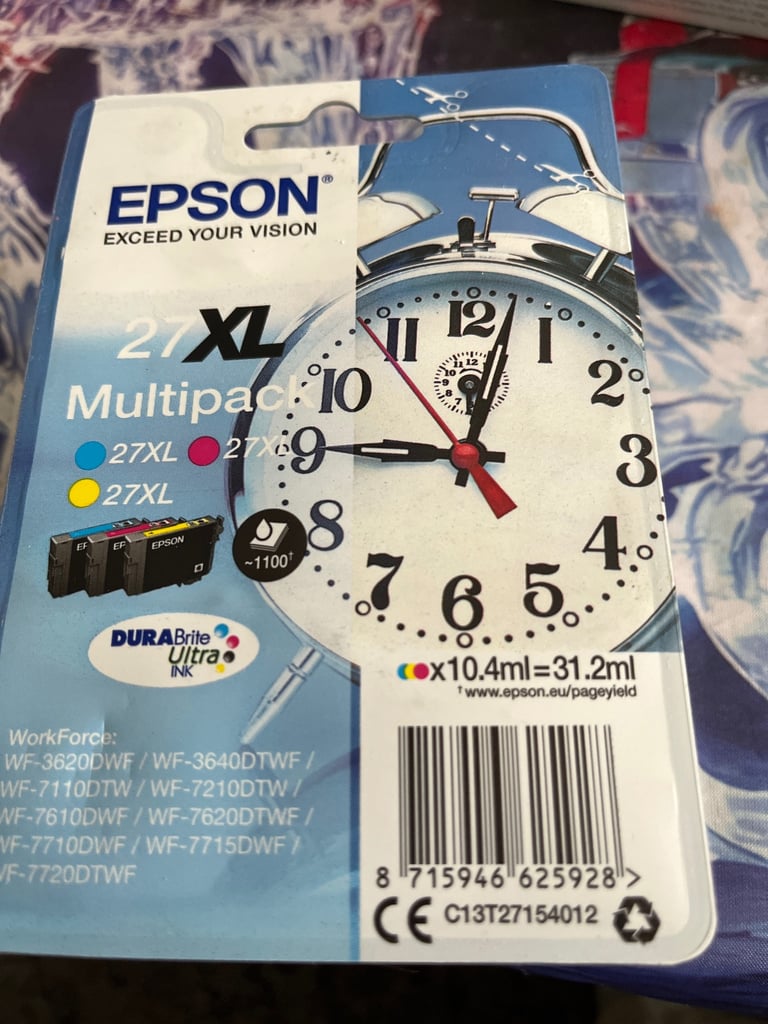 EPSON®
EXCEED YOUR VISION
27XL
Multipack
27XL 27XL
27XL
EPSON
~1100†
DURABrite
Ultra
INK
12
1
2
3
4
5
6
7
8
9
10
11
x10.4ml=31.2ml
†www.epson.eu/pageyield
WorkForce:
WF-3620DWF / WF-3640DTWF /
WF-7110DTW / WF-7210DTW /
WF-7610DWF / WF-7620DTWF /
WF-7710DWF / WF-7715DWF /
WF-7720DTWF
8 715946 625928 >
CE C13T27154012